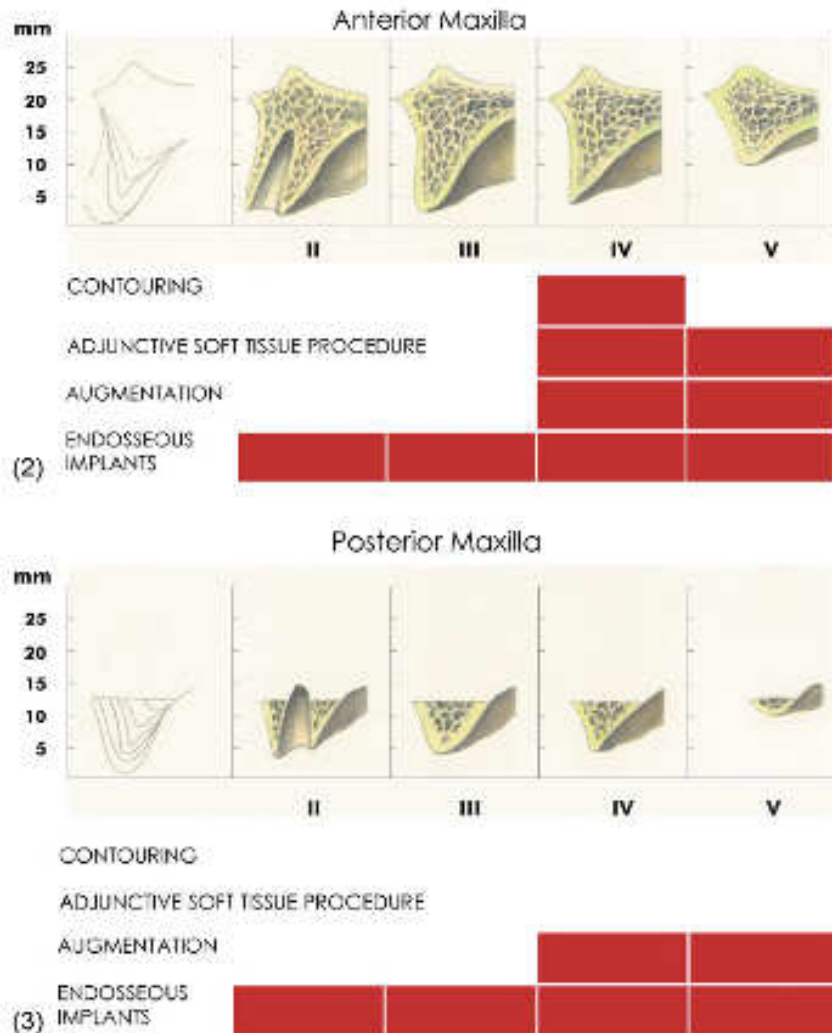 Anterior Maxilla
mm
25
20
15
10
5
II III IV V
CONTOURING
ADJUNCTIVE SOFT TISSUE PROCEDURE
AUGMENTATION
ENDOSSEOUS
(2) IMPLANTS
Posterior Maxilla
mm
25
20
15
10
5
II III IV V
CONTOURING
ADJUNCTIVE SOFT TISSUE PROCEDURE
AUGMENTATION
ENDOSSEOUS
(3) IMPLANTS